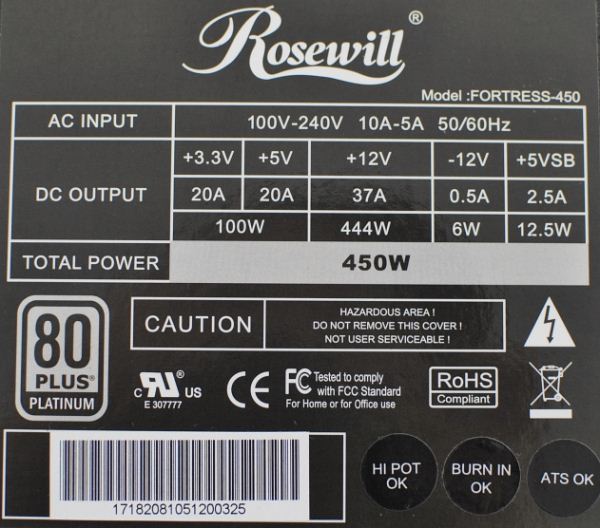 Rosewill®
Model :FORTRESS-450
AC INPUT 100V-240V 10A-5A 50/60Hz
+3.3V +5V +12V -12V +5VSB
DC OUTPUT 20A 20A 37A 0.5A 2.5A
100W 444W 6W 12.5W
TOTAL POWER 450W
80
PLUS®
PLATINUM
CAUTION
HAZARDOUS AREA !
DO NOT REMOVE THIS COVER !
NOT USER SERVICEABLE !
c RU US
E 307777
CE
FC Tested to comply
with FCC Standard
For Home or for Office use
RoHS
Compliant
17182081051200325
HI POT
OK
BURN IN
OK
ATS OK